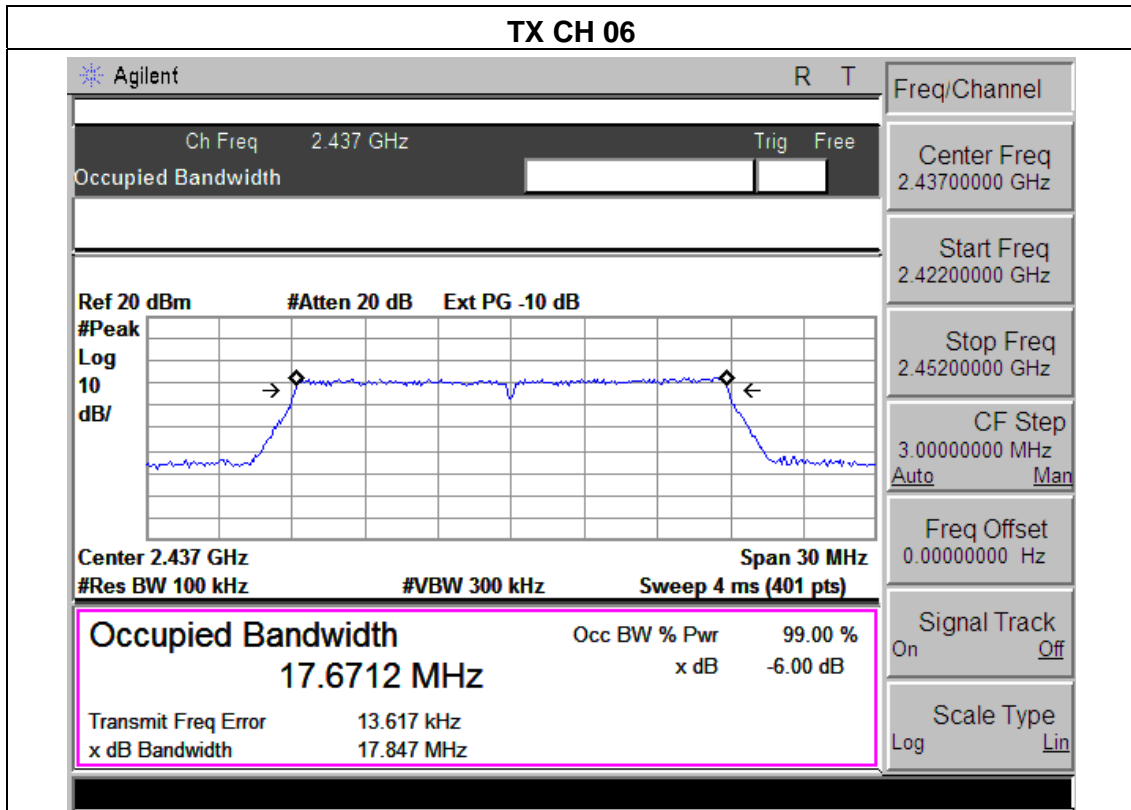 TX CH 06
Agilent R T
Ch Freq 2.437 GHz Trig Free
Occupied Bandwidth
Ref 20 dBm #Atten 20 dB Ext PG -10 dB
#Peak
Log
10
dB/
Center 2.437 GHz Span 30 MHz
#Res BW 100 kHz #VBW 300 kHz Sweep 4 ms (401 pts)
Occupied Bandwidth Occ BW % Pwr 99.00 %
17.6712 MHz x dB -6.00 dB
Transmit Freq Error 13.617 kHz
x dB Bandwidth 17.847 MHz
Freq/Channel
Center Freq
2.43700000 GHz
Start Freq
2.42200000 GHz
Stop Freq
2.45200000 GHz
CF Step
3.00000000 MHz
Auto Man
Freq Offset
0.00000000 Hz
Signal Track
On Off
Scale Type
Log Lin